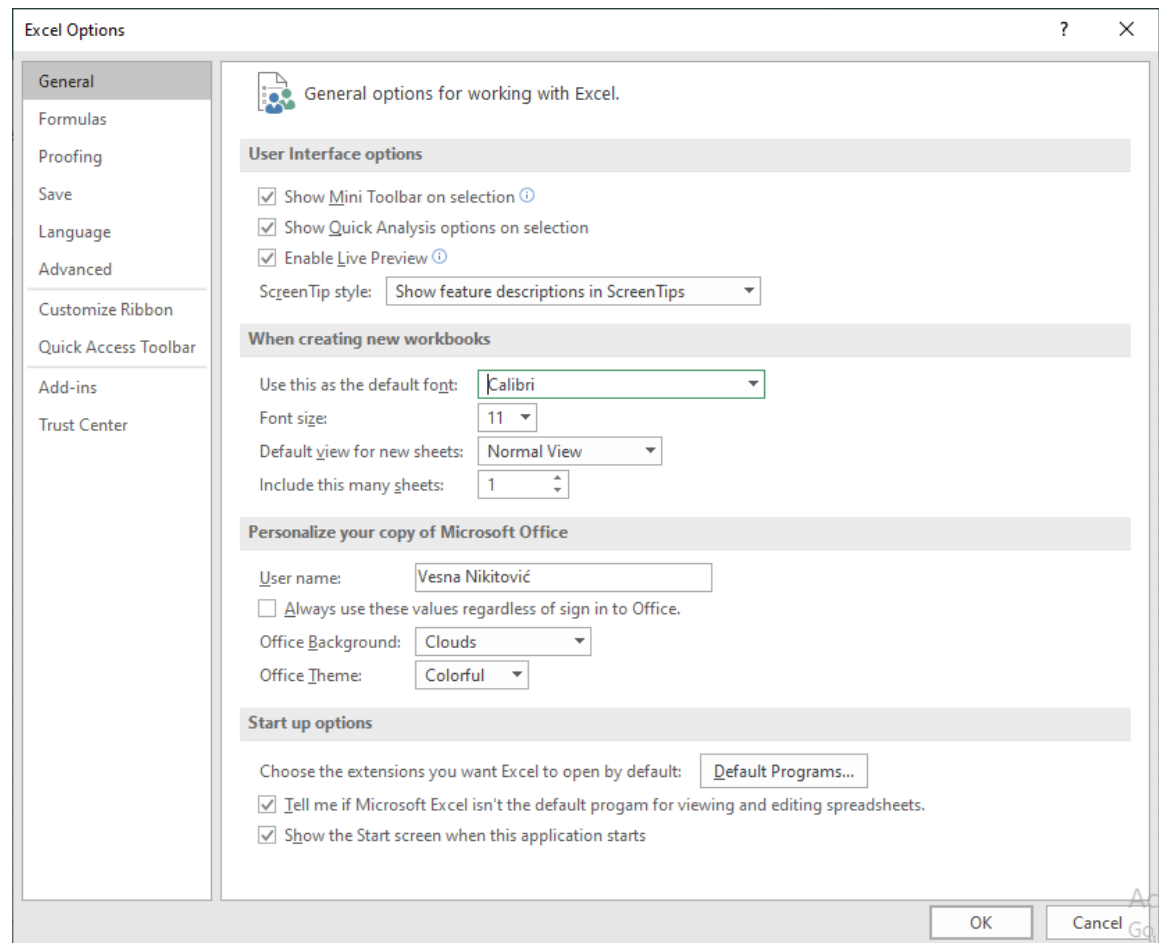 Excel Options ?
General
Formulas
Proofing
Save
Language
Advanced
Customize Ribbon
Quick Access Toolbar
Add-ins
Trust Center
General options for working with Excel.
User Interface options
Show Mini Toolbar on selection
Show Quick Analysis options on selection
Enable Live Preview
ScreenTip style: Show feature descriptions in ScreenTips
When creating new workbooks
Use this as the default font: Calibri
Font size: 11
Default view for new sheets: Normal View
Include this many sheets: 1
Personalize your copy of Microsoft Office
User name: Vesna Nikitović
Always use these values regardless of sign in to Office.
Office Background: Clouds
Office Theme: Colorful
Start up options
Choose the extensions you want Excel to open by default: Default Programs...
Tell me if Microsoft Excel isn't the default progam for viewing and editing spreadsheets.
Show the Start screen when this application starts
OK Cancel